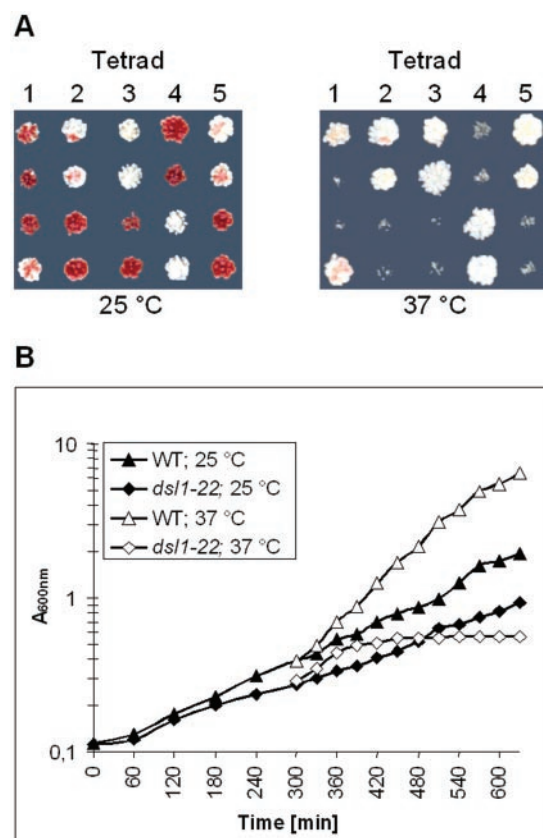 A
Tetrad Tetrad
1 2 3 4 5 1 2 3 4 5
25 °C 37 °C
B
10
WT; 25 °C
dsl1-22; 25 °C
WT; 37 °C
dsl1-22; 37 °C
1
A600nm
0,1
0 60 120 180 240 300 360 420 480 540 600
Time [min]